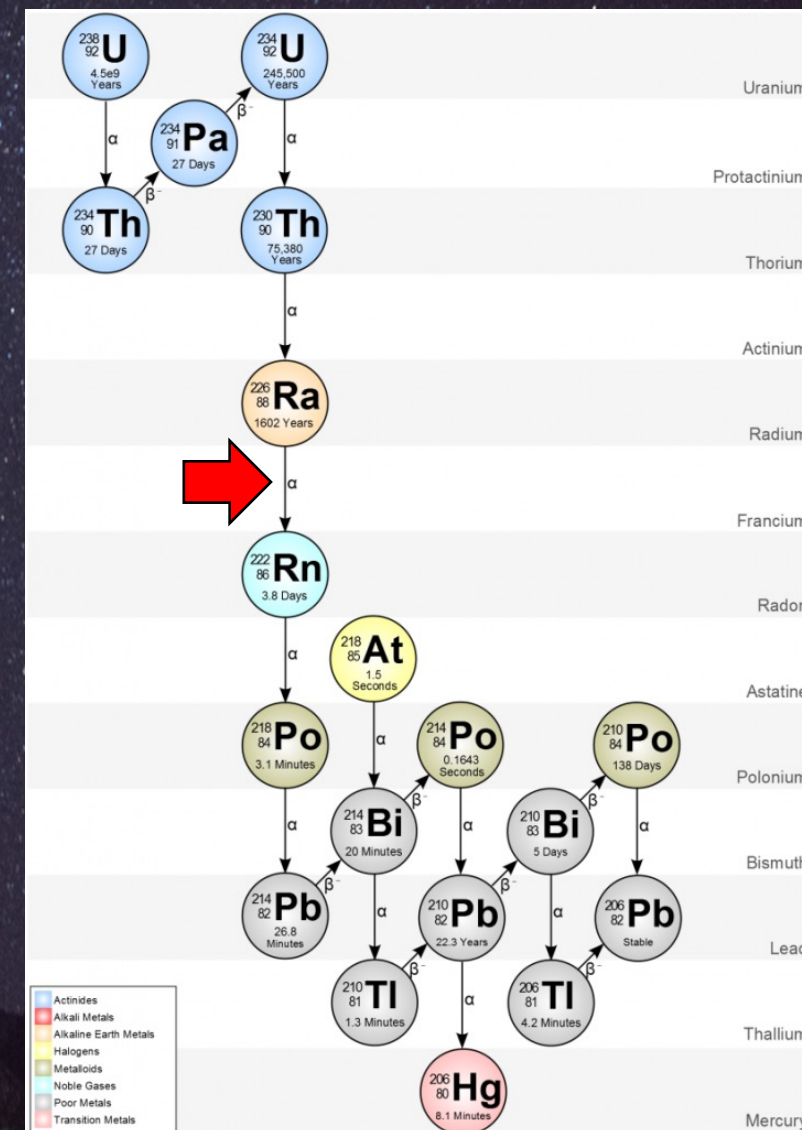 238
92 U
4.5e9
Years
234
92 U
245,500
Years
Uranium
α
β⁻
α
234
91 Pa
27 Days
Protactinium
β⁻
234
90 Th
27 Days
230
90 Th
75,380
Years
Thorium
α
Actinium
226
88 Ra
1602 Years
Radium
α
Francium
222
86 Rn
3.8 Days
Radon
α
218
85 At
1.5
Seconds
Astatine
218
84 Po
3.1 Minutes
α
214
84 Po
0.1643
Seconds
210
84 Po
138 Days
Polonium
α
β⁻
α
β⁻
α
214
83 Bi
20 Minutes
210
83 Bi
5 Days
Bismuth
β⁻
β⁻
214
82 Pb
26.8
Minutes
α
210
82 Pb
22.3 Years
α
206
82 Pb
Stable
Lead
β⁻
β⁻
210
81 Tl
1.3 Minutes
α
206
81 Tl
4.2 Minutes
Thallium
206
80 Hg
8.1 Minutes
Mercury
Actinides
Alkali Metals
Alkaline Earth Metals
Halogens
Metalloids
Noble Gases
Poor Metals
Transition Metals